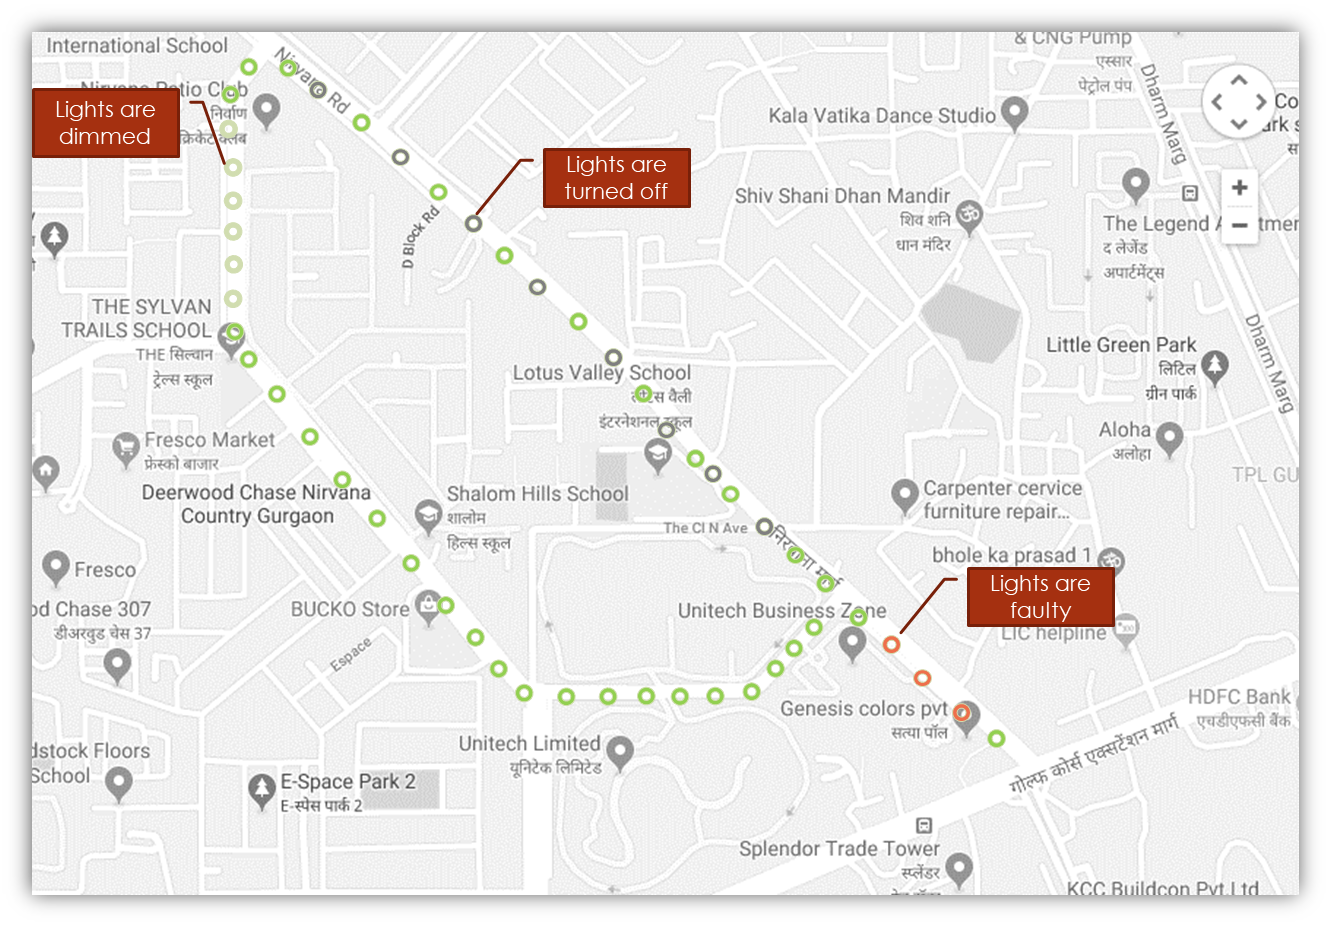 International School
Nirvana Rd
& CNG Pump
एस्सार
पेट्रोल पंप
Dharm Marg
Nirvana Patio Club
निर्वाण
क्रिकेट क्लब
Lights are
dimmed
Kala Vatika Dance Studio
Co
ark s
Lights are
turned off
Shiv Shani Dhan Mandir
शिव शनि
धान मंदिर
+
−
The Legend A
tmer
द लेजेंड
अपार्टमेंट्स
D Block Rd
THE SYLVAN
TRAILS SCHOOL
THE सिल्वान
ट्रेल्स स्कूल
Dharm Marg
Little Green Park
लिटिल
ग्रीन पार्क
Lotus Valley School
लोटस वैली
इंटरनेशनल स्कूल
Aloha
अलोहा
Fresco Market
फ्रेस्को बाजार
TPL GU
Deerwood Chase Nirvana
Country Gurgaon
Shalom Hills School
शालोम
हिल्स स्कूल
Carpenter cervice
furniture repair...
The Cl N Ave
निरवाना मार्ग
bhole ka prasad 1
Fresco
Lights are
faulty
od Chase 307
डीअरवुड चेस 37
BUCKO Store
Unitech Business Zone
LIC helpline
Espace
HDFC Bank
एचडीएफसी बैंक
Genesis colors pvt
सत्या पॉल
गोल्फ कोर्स एक्सटेंशन मार्ग
dstock Floors
School
Unitech Limited
यूनिटेक लिमिटेड
E-Space Park 2
E-स्पेस पार्क 2
Splendor Trade Tower
स्प्लेंडर
KCC Buildcon Pvt Ltd